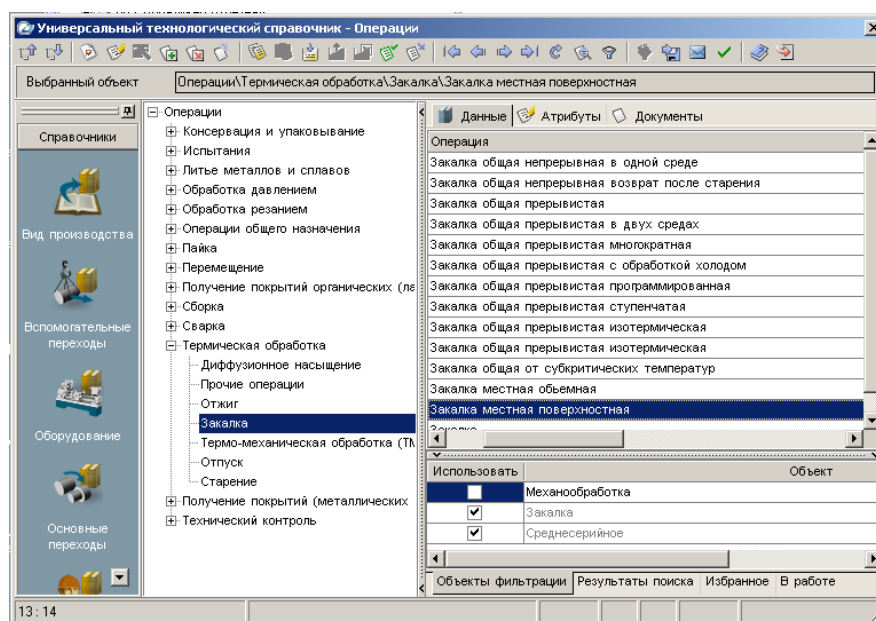 Универсальный технологический справочник - Операции
Выбранный объект
Операции\Термическая обработка\Закалка\Закалка местная поверхностная
Справочники
Вид производства
Вспомогательные
переходы
Оборудование
Основные
переходы
Операции
Консервация и упаковывание
Испытания
Литье металлов и сплавов
Обработка давлением
Обработка резанием
Операции общего назначения
Пайка
Перемещение
Получение покрытий органических (ла
Сборка
Сварка
Термическая обработка
Диффузионное насыщение
Прочие операции
Отжиг
Закалка
Термо-механическая обработка (ТМ
Отпуск
Старение
Получение покрытий (металлических
Технический контроль
Данные Атрибуты Документы
Операция
Закалка общая непрерывная в одной среде
Закалка общая непрерывная возврат после старения
Закалка общая прерывистая
Закалка общая прерывистая в двух средах
Закалка общая прерывистая многократная
Закалка общая прерывистая с обработкой холодом
Закалка общая прерывистая программированная
Закалка общая прерывистая ступенчатая
Закалка общая прерывистая изотермическая
Закалка общая прерывистая изотермическая
Закалка общая от субкритических температур
Закалка местная обьемная
Закалка местная поверхностная
Использовать Объект
Механообработка
Закалка
Среднесерийное
Объекты фильтрации Результаты поиска Избранное В работе
13:14